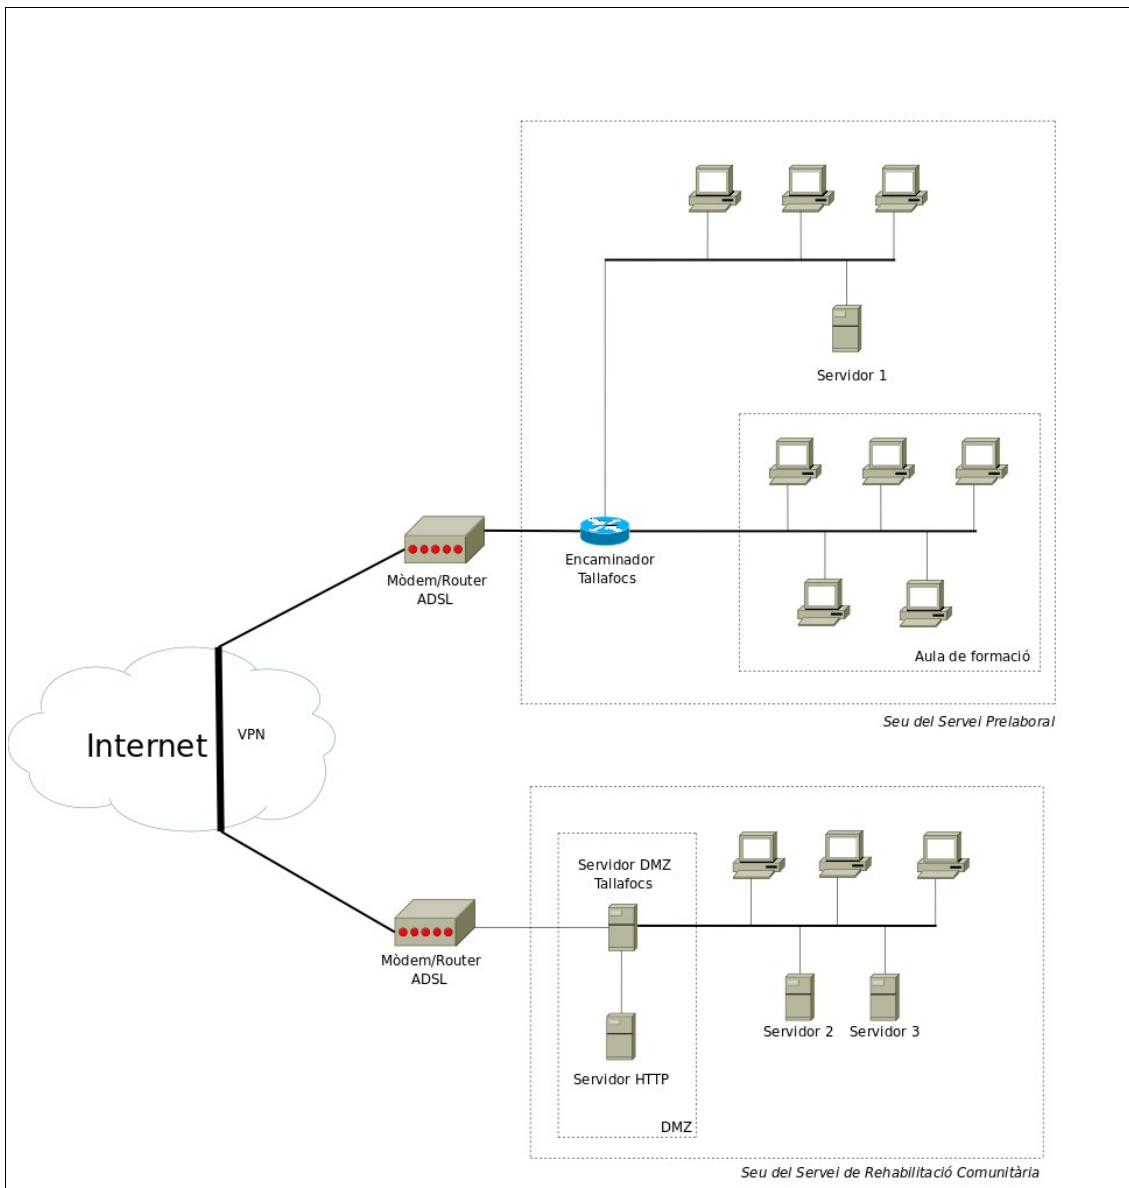 Servidor 1
Encaminador
Tallafocs
Mòdem/Router
ADSL
Aula de formació
Seu del Servei Prelaboral
Internet
VPN
Servidor DMZ
Tallafocs
Mòdem/Router
ADSL
Servidor 2
Servidor 3
Servidor HTTP
DMZ
Seu del Servei de Rehabilitació Comunitària